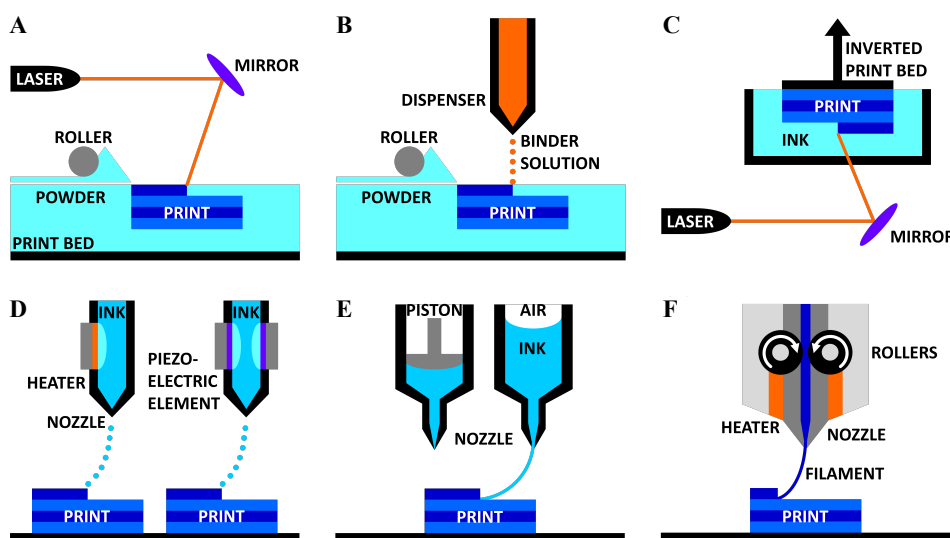 A
LASER
MIRROR
ROLLER
POWDER
PRINT
PRINT BED
B
DISPENSER
ROLLER
BINDER
SOLUTION
POWDER
PRINT
C
INVERTED
PRINT BED
PRINT
INK
LASER
MIRROR
D
INK
INK
HEATER
PIEZO-
ELECTRIC
ELEMENT
NOZZLE
PRINT
PRINT
E
PISTON
AIR
INK
NOZZLE
PRINT
F
ROLLERS
HEATER
NOZZLE
FILAMENT
PRINT